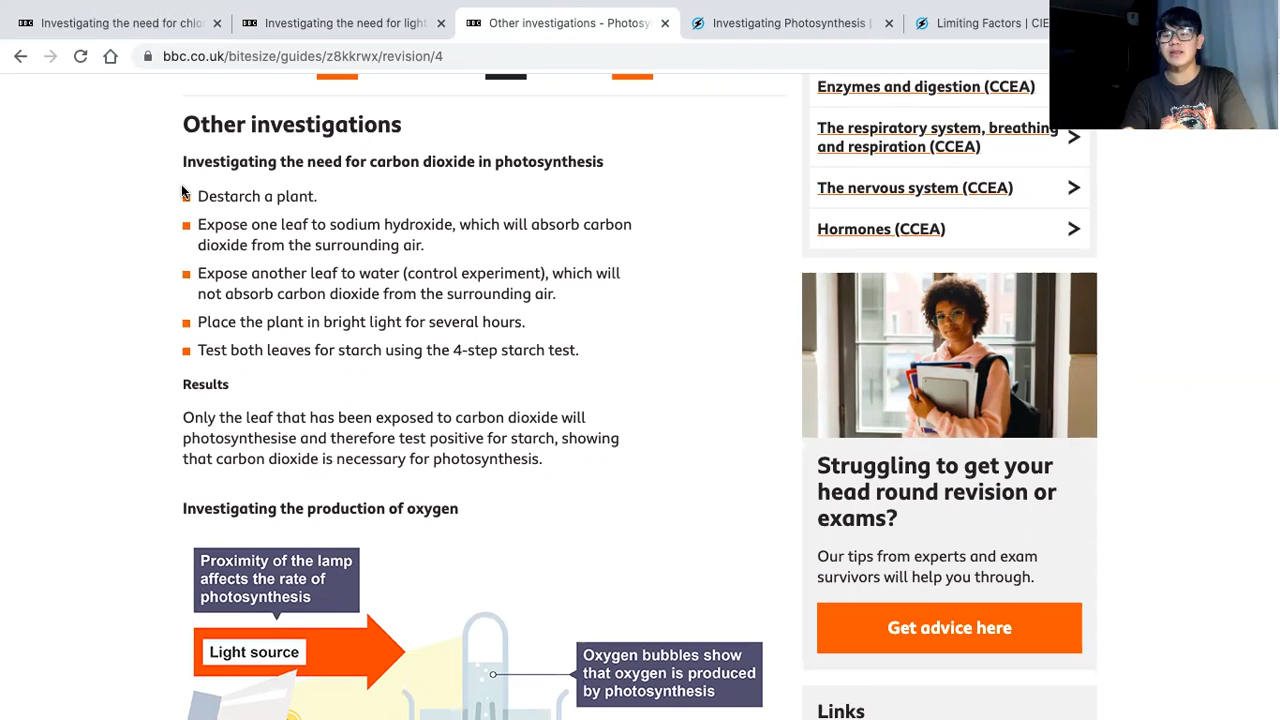 Investigating the need for chlo
Investigating the need for light
Other investigations - Photosy
Investigating Photosynthesis |
Limiting Factors | CIE
bbc.co.uk/bitesize/guides/z8kkrwx/revision/4
Other investigations
Investigating the need for carbon dioxide in photosynthesis
Destarch a plant.
Expose one leaf to sodium hydroxide, which will absorb carbon
dioxide from the surrounding air.
Expose another leaf to water (control experiment), which will
not absorb carbon dioxide from the surrounding air.
Place the plant in bright light for several hours.
Test both leaves for starch using the 4-step starch test.
Results
Only the leaf that has been exposed to carbon dioxide will
photosynthesise and therefore test positive for starch, showing
that carbon dioxide is necessary for photosynthesis.
Investigating the production of oxygen
Proximity of the lamp
affects the rate of
photosynthesis
Light source
Oxygen bubbles show
that oxygen is produced
by photosynthesis
Enzymes and digestion (CCEA)
The respiratory system, breathing
and respiration (CCEA)
The nervous system (CCEA)
Hormones (CCEA)
Struggling to get your
head round revision or
exams?
Our tips from experts and exam
survivors will help you through.
Get advice here
Links